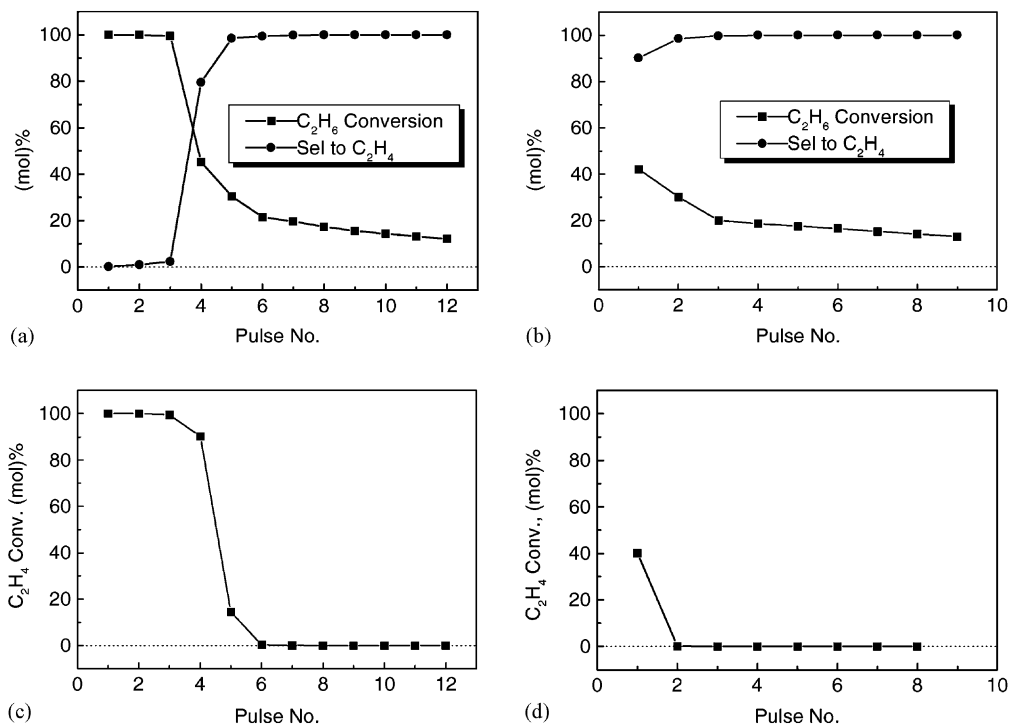 100
80
60
40
20
0
(mol)%
C2H6 Conversion
Sel to C2H4
0 2 4 6 8 10 12
Pulse No.
(a)
100
80
60
40
20
0
(mol)%
C2H6 Conversion
Sel to C2H4
0 2 4 6 8 10
Pulse No.
(b)
100
80
60
40
20
0
C2H4 Conv. (mol)%
0 2 4 6 8 10 12
Pulse No.
(c)
100
80
60
40
20
0
C2H4 Conv., (mol)%
0 2 4 6 8 10
Pulse No.
(d)